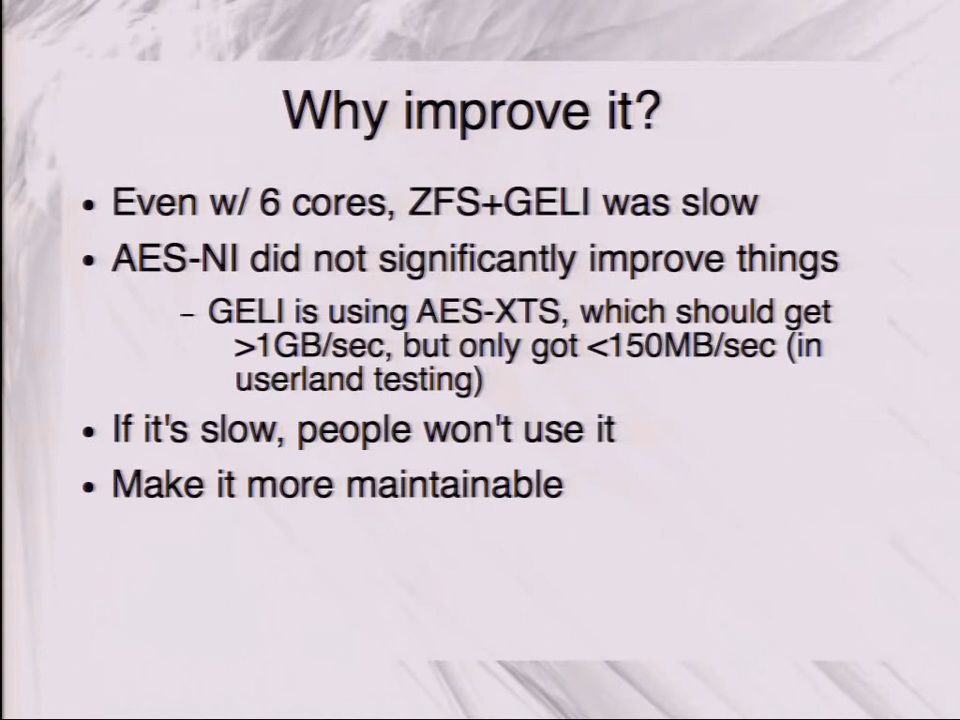 Why improve it?
• Even w/ 6 cores, ZFS+GELI was slow
• AES-NI did not significantly improve things
– GELI is using AES-XTS, which should get
>1GB/sec, but only got <150MB/sec (in
userland testing)
• If it's slow, people won't use it
• Make it more maintainable